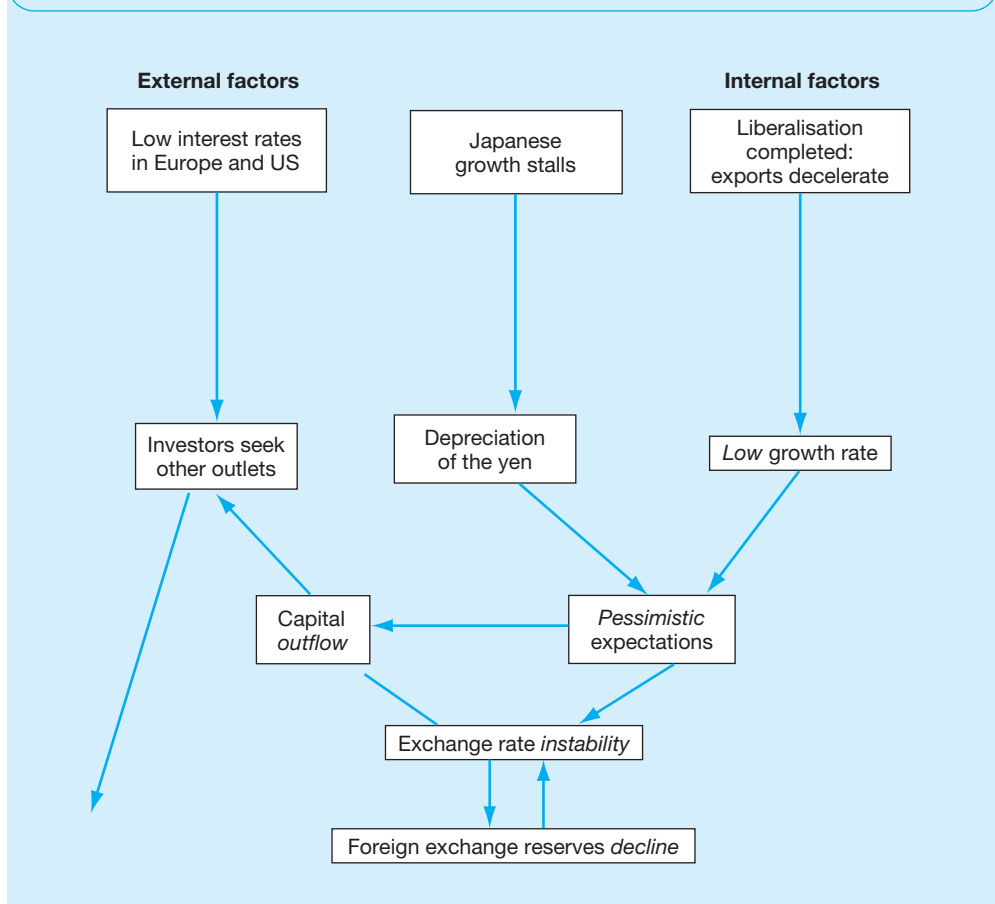 External factors
Internal factors
Low interest rates
in Europe and US
Japanese
growth stalls
Liberalisation
completed:
exports decelerate
Investors seek
other outlets
Depreciation
of the yen
Low growth rate
Capital
outflow
Pessimistic
expectations
Exchange rate instability
Foreign exchange reserves decline